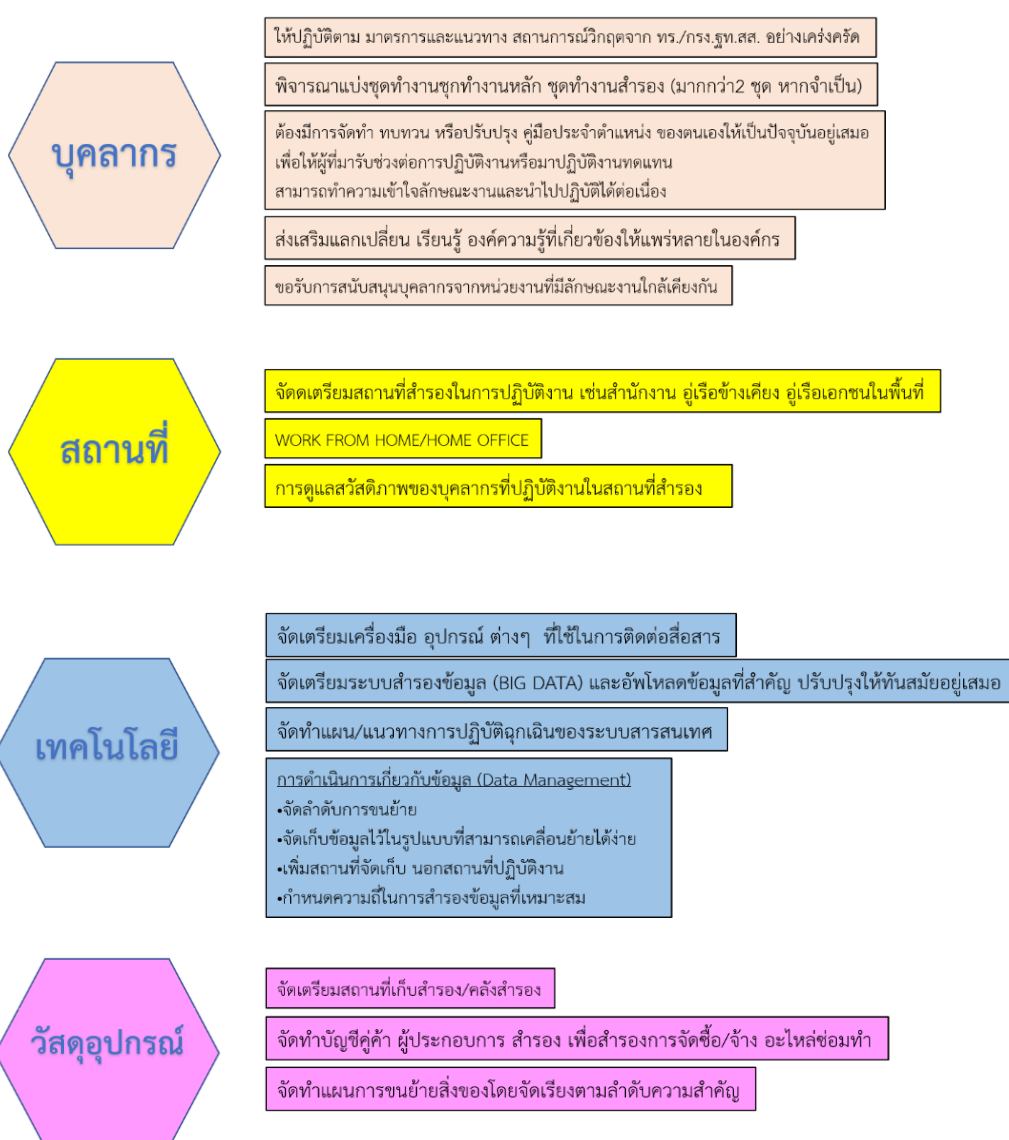 บุคลากร
ให้ปฏิบัติตาม มาตรการและแนวทาง สถานการณ์วิกฤตจาก ทร./กรง.ฐท.สส. อย่างเคร่งครัด
พิจารณาแบ่งชุดทำงานชุกทำงานหลัก ชุดทำงานสำรอง (มากกว่า2 ชุด หากจำเป็น)
ต้องมีการจัดทำ ทบทวน หรือปรับปรุง คู่มือประจำตำแหน่ง ของตนเองให้เป็นปัจจุบันอยู่เสมอ
เพื่อให้ผู้ที่มารับช่วงต่อการปฏิบัติงานหรือมาปฏิบัติงานทดแทน
สามารถทำความเข้าใจลักษณะงานและนำไปปฏิบัติได้ต่อเนื่อง
ส่งเสริมแลกเปลี่ยน เรียนรู้ องค์ความรู้ที่เกี่ยวข้องให้แพร่หลายในองค์กร
ขอรับการสนับสนุนบุคลากรจากหน่วยงานที่มีลักษณะงานใกล้เคียงกัน
สถานที่
จัดดเตรียมสถานที่สำรองในการปฏิบัติงาน เช่นสำนักงาน อู่เรือข้างเคียง อู่เรือเอกชนในพื้นที่
WORK FROM HOME/HOME OFFICE
การดูแลสวัสดิภาพของบุคลากรที่ปฏิบัติงานในสถานที่สำรอง
เทคโนโลยี
จัดเตรียมเครื่องมือ อุปกรณ์ ต่างๆ ที่ใช้ในการติดต่อสื่อสาร
จัดเตรียมระบบสำรองข้อมูล (BIG DATA) และอัพโหลดข้อมูลที่สำคัญ ปรับปรุงให้ทันสมัยอยู่เสมอ
จัดทำแผน/แนวทางการปฏิบัติฉุกเฉินของระบบสารสนเทศ
การดำเนินการเกี่ยวกับข้อมูล (Data Management)
•จัดลำดับการขนย้าย
•จัดเก็บข้อมูลไว้ในรูปแบบที่สามารถเคลื่อนย้ายได้ง่าย
•เพิ่มสถานที่จัดเก็บ นอกสถานที่ปฏิบัติงาน
•กำหนดความถี่ในการสำรองข้อมูลที่เหมาะสม
วัสดุอุปกรณ์
จัดเตรียมสถานที่เก็บสำรอง/คลังสำรอง
จัดทำบัญชีคู่ค้า ผู้ประกอบการ สำรอง เพื่อสำรองการจัดซื้อ/จ้าง อะไหล่ซ่อมทำ
จัดทำแผนการขนย้ายสิ่งของโดยจัดเรียงตามลำดับความสำคัญ